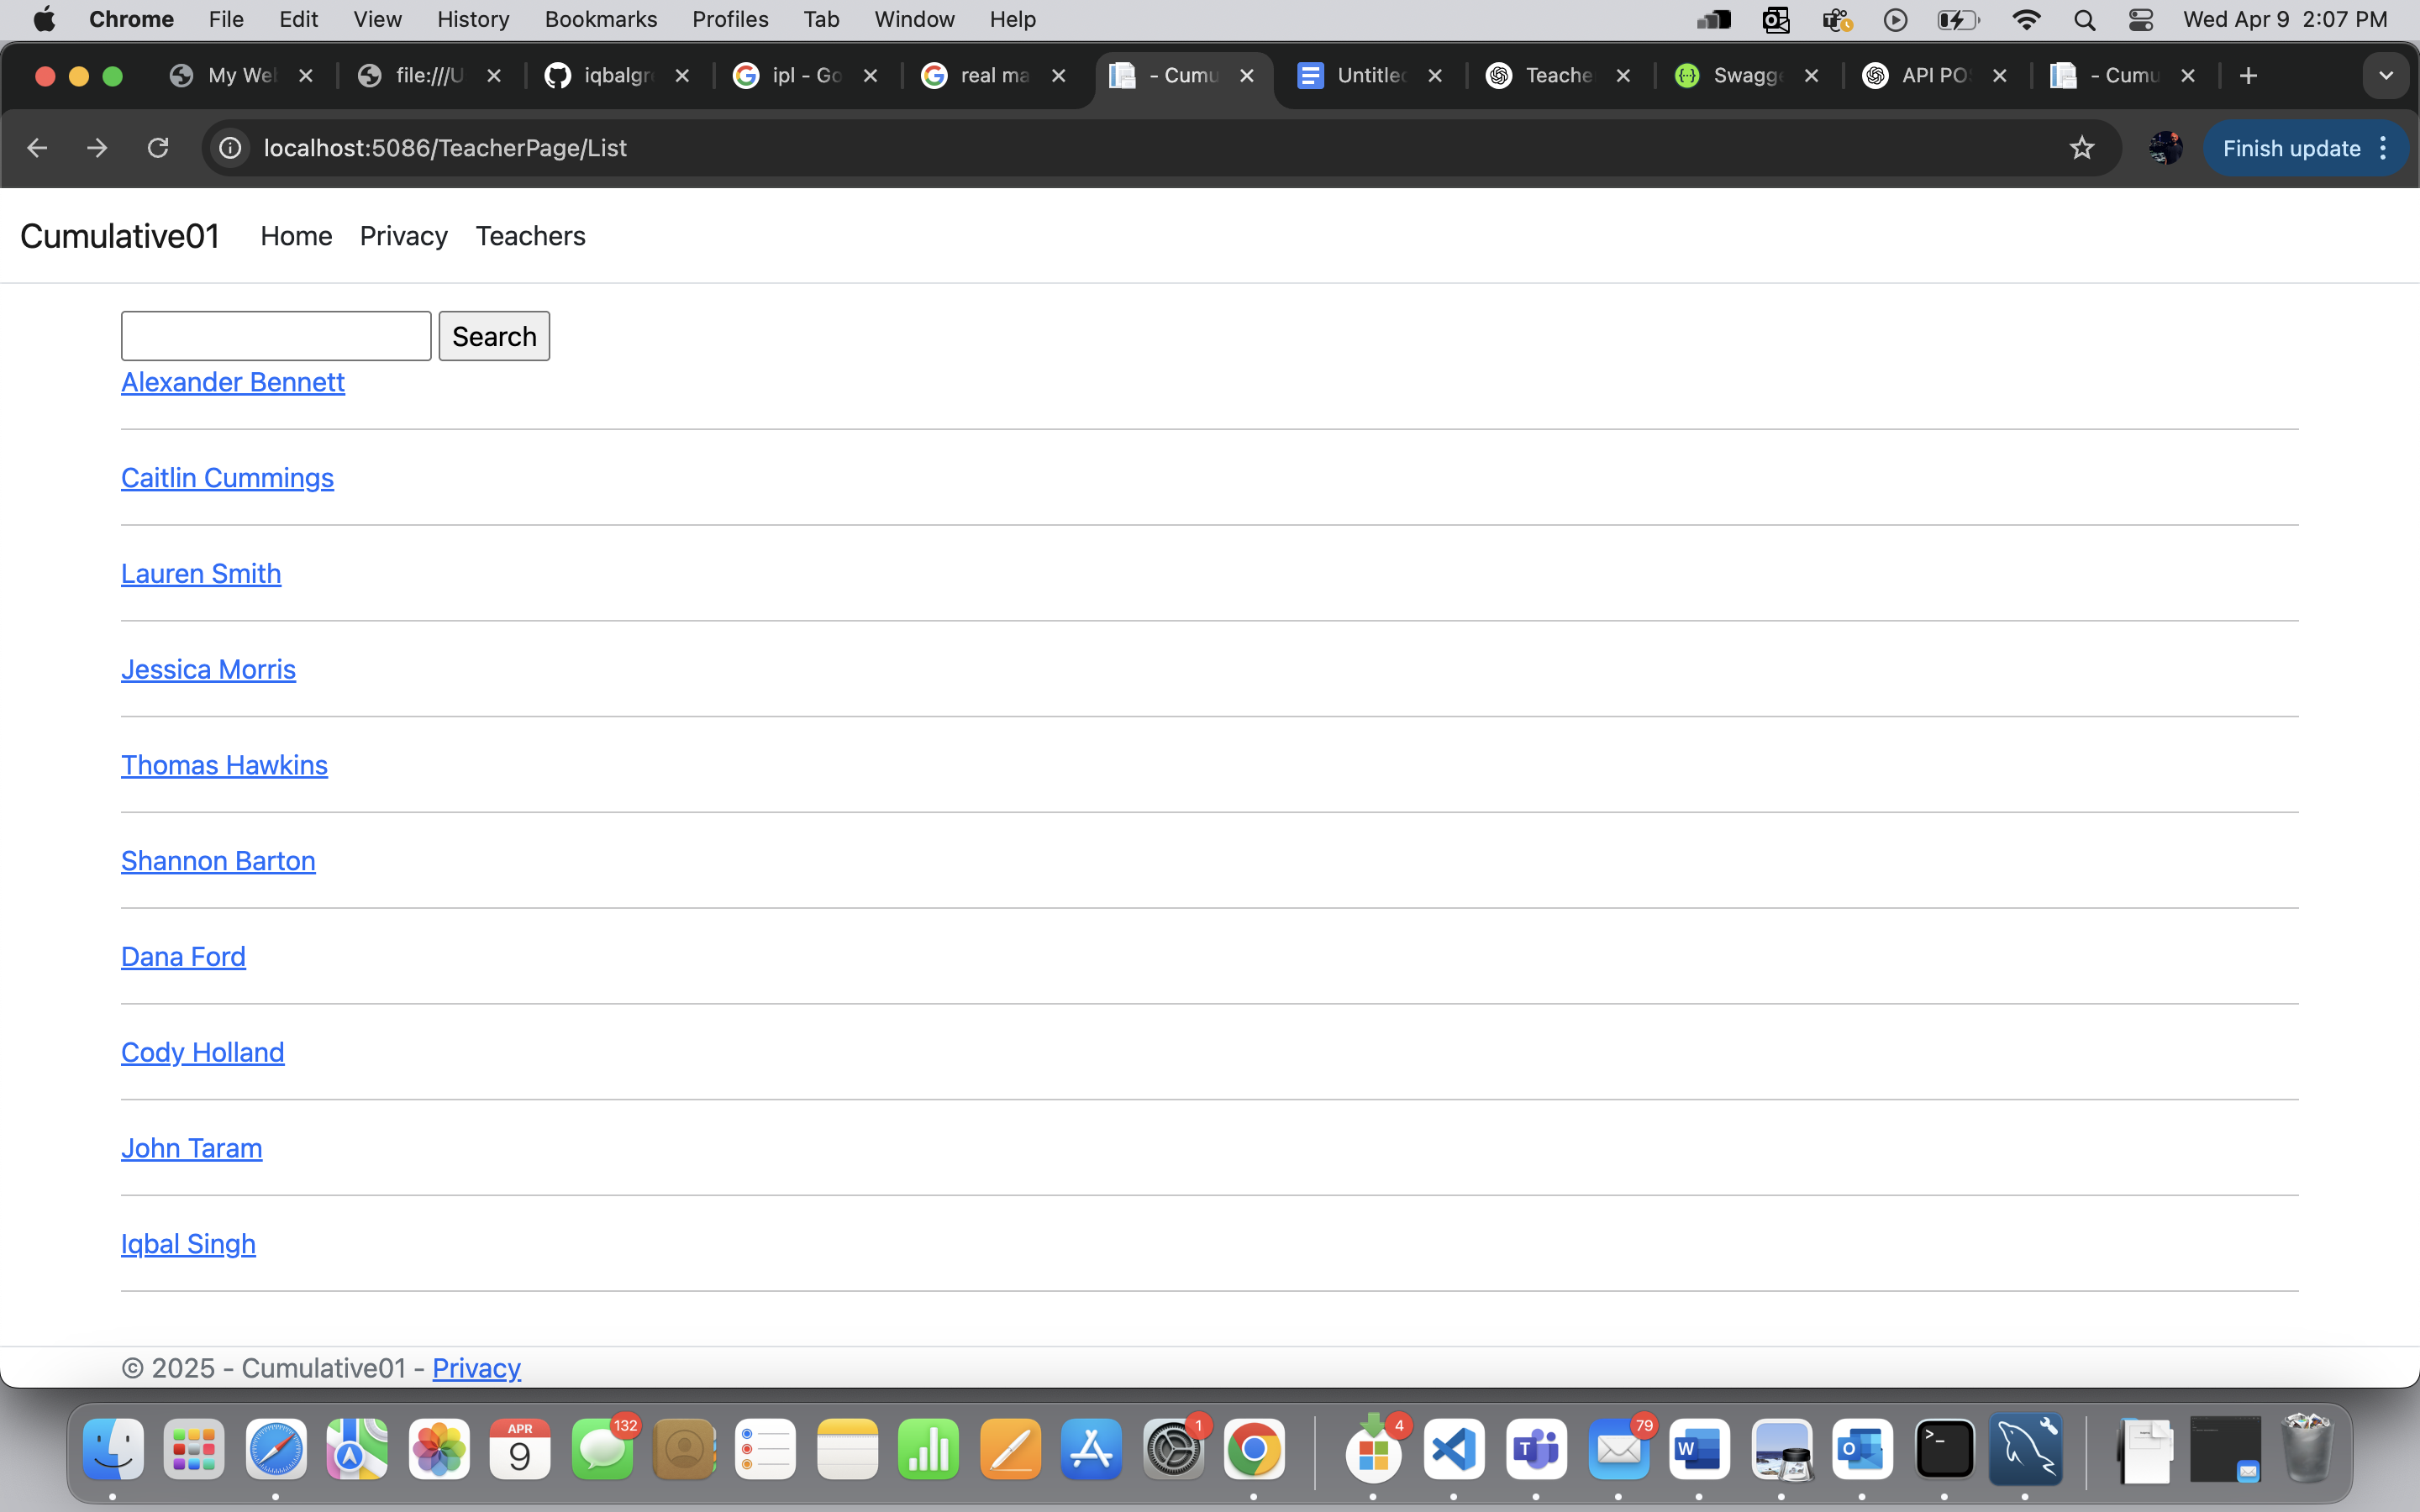 Chrome File Edit View History Bookmarks Profiles Tab Window Help Wed Apr 9 2:07 PM
My Web file:///U iqbalgr ipl - Go real ma - Cumu Untitled Teache Swagge API PO - Cumu
localhost:5086/TeacherPage/List Finish update
Cumulative01 Home Privacy Teachers
Search
Alexander Bennett
Caitlin Cummings
Lauren Smith
Jessica Morris
Thomas Hawkins
Shannon Barton
Dana Ford
Cody Holland
John Taram
Iqbal Singh
© 2025 - Cumulative01 - Privacy
APR 9 132 1 4 79